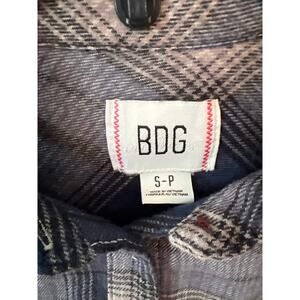 BDG
S-P
MADE IN VIETNAM
FABRIQUÉ AU VIETNAM